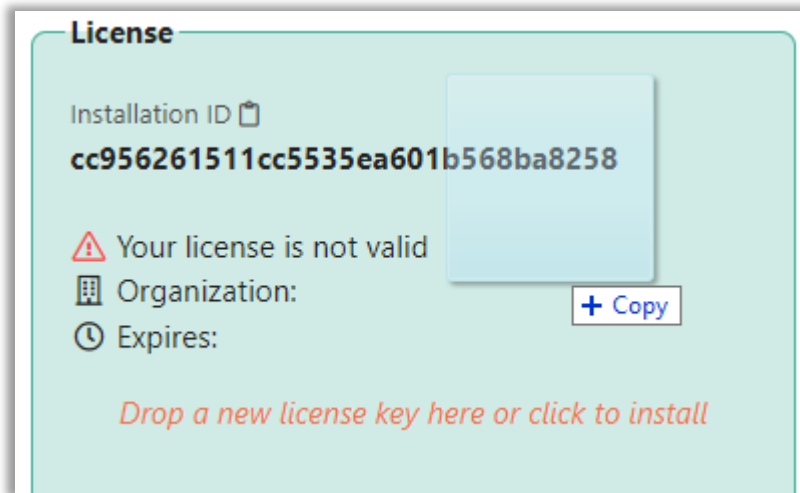 License
Installation ID
cc956261511cc5535ea601b568ba8258
Your license is not valid
Organization:
+ Copy
Expires:
Drop a new license key here or click to install